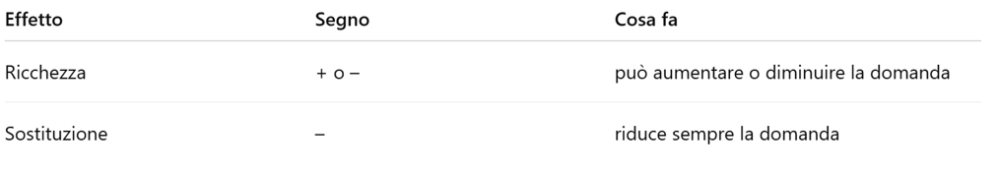 Effetto Segno Cosa fa
Ricchezza + o – può aumentare o diminuire la domanda
Sostituzione – riduce sempre la domanda